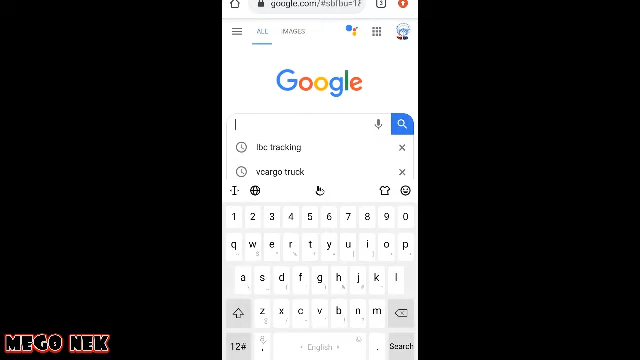 google.com/#sbfbu=1&
3
ALL IMAGES
Google
lbc tracking
vcargo truck
1 2 3 4 5 6 7 8 9 0
q w e r t y u i o p
a s d f g h j k l
z x c v b n m
12# , English . Search
MEGO NEK